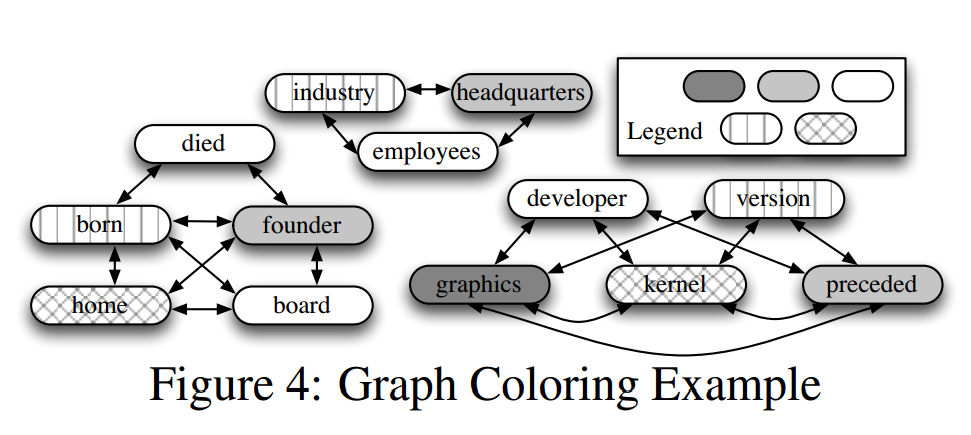 industry
headquarters
employees
died
born
founder
home
board
Legend
developer
version
graphics
kernel
preceded
Figure 4: Graph Coloring Example